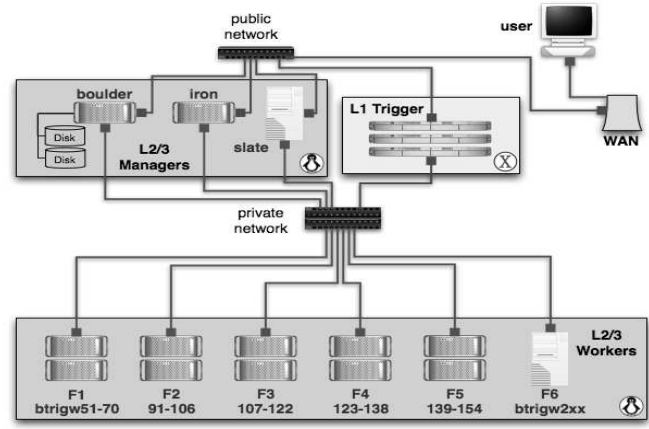 public
network
user
boulder
iron
L1 Trigger
Disk
Disk
L2/3
Managers
slate
X
WAN
private
network
L2/3
Workers
F1
btrigw51-70
F2
91-106
F3
107-122
F4
123-138
F5
139-154
F6
btrigw2xx